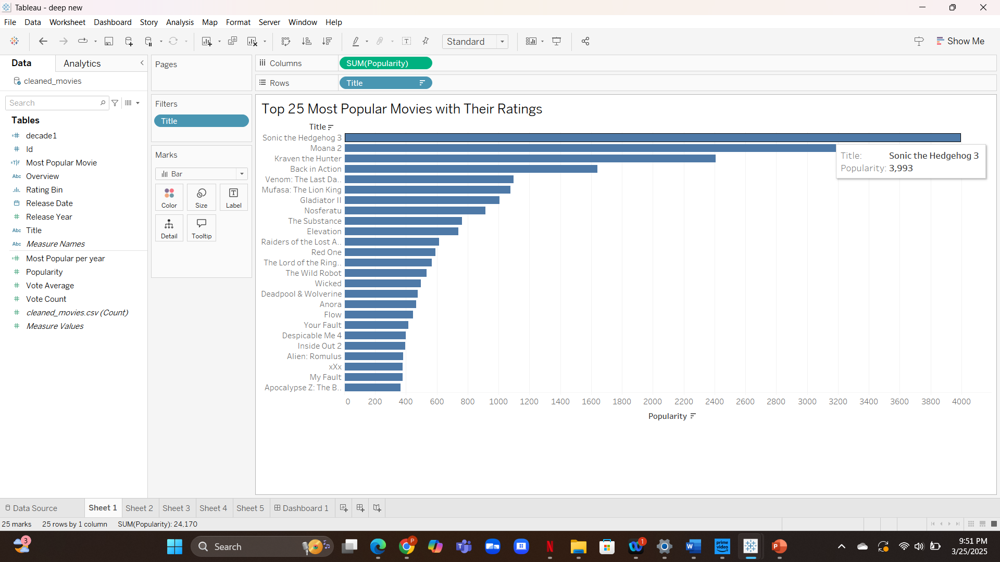 Tableau - deep new
File Data Worksheet Dashboard Story Analysis Map Format Server Window Help
Standard
Show Me
Data Analytics
cleaned_movies
Search
Tables
decade1
Id
Most Popular Movie
Abc Overview
Rating Bin
Release Date
Release Year
Abc Title
Abc Measure Names
Most Popular per year
Popularity
Vote Average
Vote Count
cleaned_movies.csv (Count)
Measure Values
Pages
Filters
Title
Marks
Bar
Color Size Label
Detail Tooltip
Columns SUM(Popularity)
Rows Title
Top 25 Most Popular Movies with Their Ratings
Title
Sonic the Hedgehog 3
Moana 2
Kraven the Hunter
Back in Action
Venom: The Last Da..
Mufasa: The Lion King
Gladiator II
Nosferatu
The Substance
Elevation
Raiders of the Lost A..
Red One
The Lord of the Ring..
The Wild Robot
Wicked
Deadpool & Wolverine
Anora
Flow
Your Fault
Despicable Me 4
Inside Out 2
Alien: Romulus
xXx
My Fault
Apocalypse Z: The B..
Title: Sonic the Hedgehog 3
Popularity: 3,993
0 200 400 600 800 1000 1200 1400 1600 1800 2000 2200 2400 2600 2800 3000 3200 3400 3600 3800 4000
Popularity
Data Source Sheet 1 Sheet 2 Sheet 3 Sheet 4 Sheet 5 Dashboard 1
25 marks 25 rows by 1 column SUM(Popularity): 24,170
3
Search
P
T
N
1
W
prime video
P
9:51 PM
3/25/2025